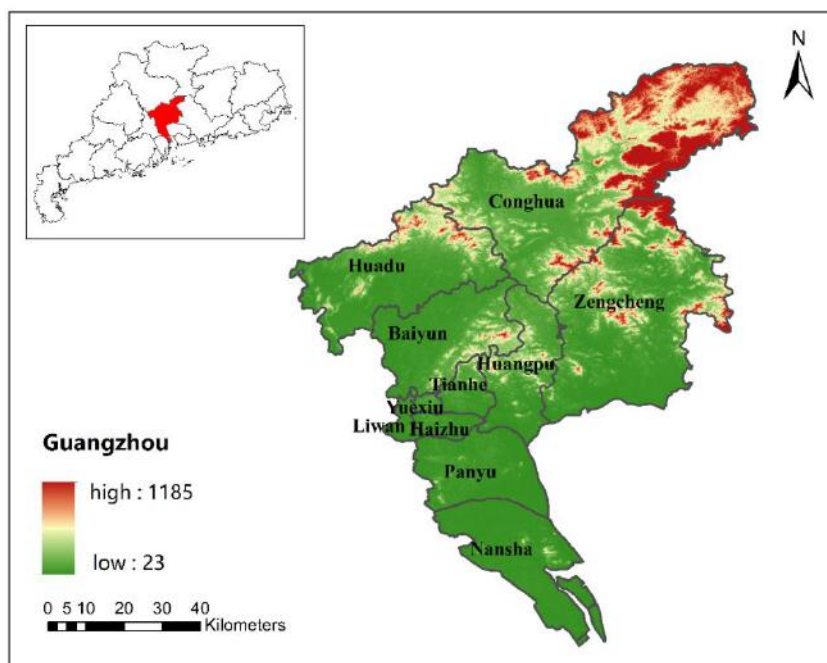 N
Conghua
Huadu
Zengcheng
Baiyun
Huangpu
Tianhe
Yuexiu
Liwan
Haizhu
Guangzhou
Panyu
high : 1185
Nansha
low : 23
0 5 10 20 30 40
Kilometers